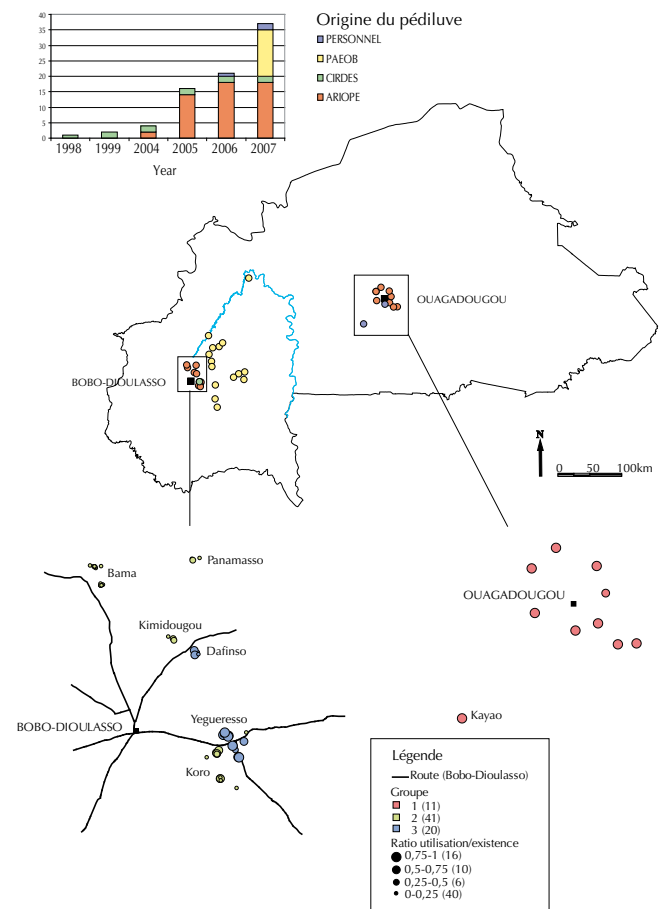 Origine du pédiluve
PERSONNEL
PAEOB
CIRDES
ARIOPE
40
35
30
25
20
15
10
5
0
1998 1999 2004 2005 2006 2007
Year
OUAGADOUGOU
BOBO-DIOULASSO
N
0 50 100km
Panamasso
Bama
Kimidougou
Dafinso
OUAGADOUGOU
Yegueresso
BOBO-DIOULASSO
Koro
Kayao
Légende
Route (Bobo-Dioulasso)
Groupe
1 (11)
2 (41)
3 (20)
Ratio utilisation/existence
0,75-1 (16)
0,5-0,75 (10)
0,25-0,5 (6)
0-0,25 (40)